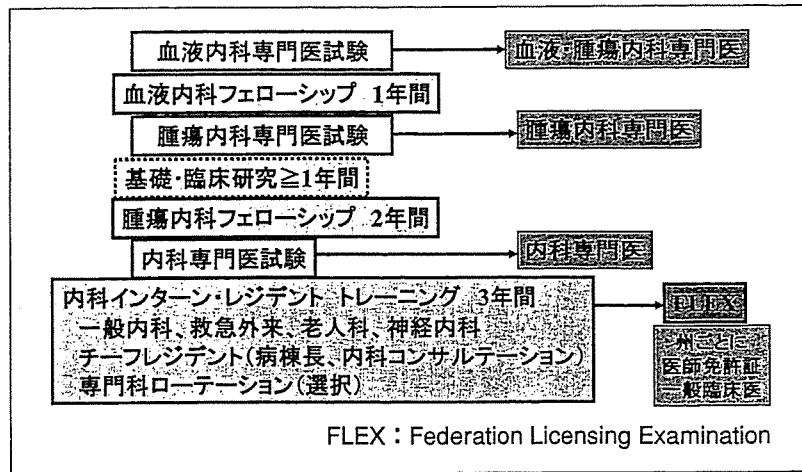 血液内科専門医試験
血液・腫瘍内科専門医
血液内科フェローシップ 1年間
腫瘍内科専門医試験
腫瘍内科専門医
基礎・臨床研究≧1年間
腫瘍内科フェローシップ 2年間
内科専門医試験
内科専門医
内科インターン・レジデント トレーニング 3年間
一般内科、救急外来、老人科、神経内科
チーフレジデント(病棟長、内科コンサルテーション)
専門科ローテーション(選択)
FLEX
州ごとに
医師免許証
一般臨床医
FLEX:Federation Licensing Examination